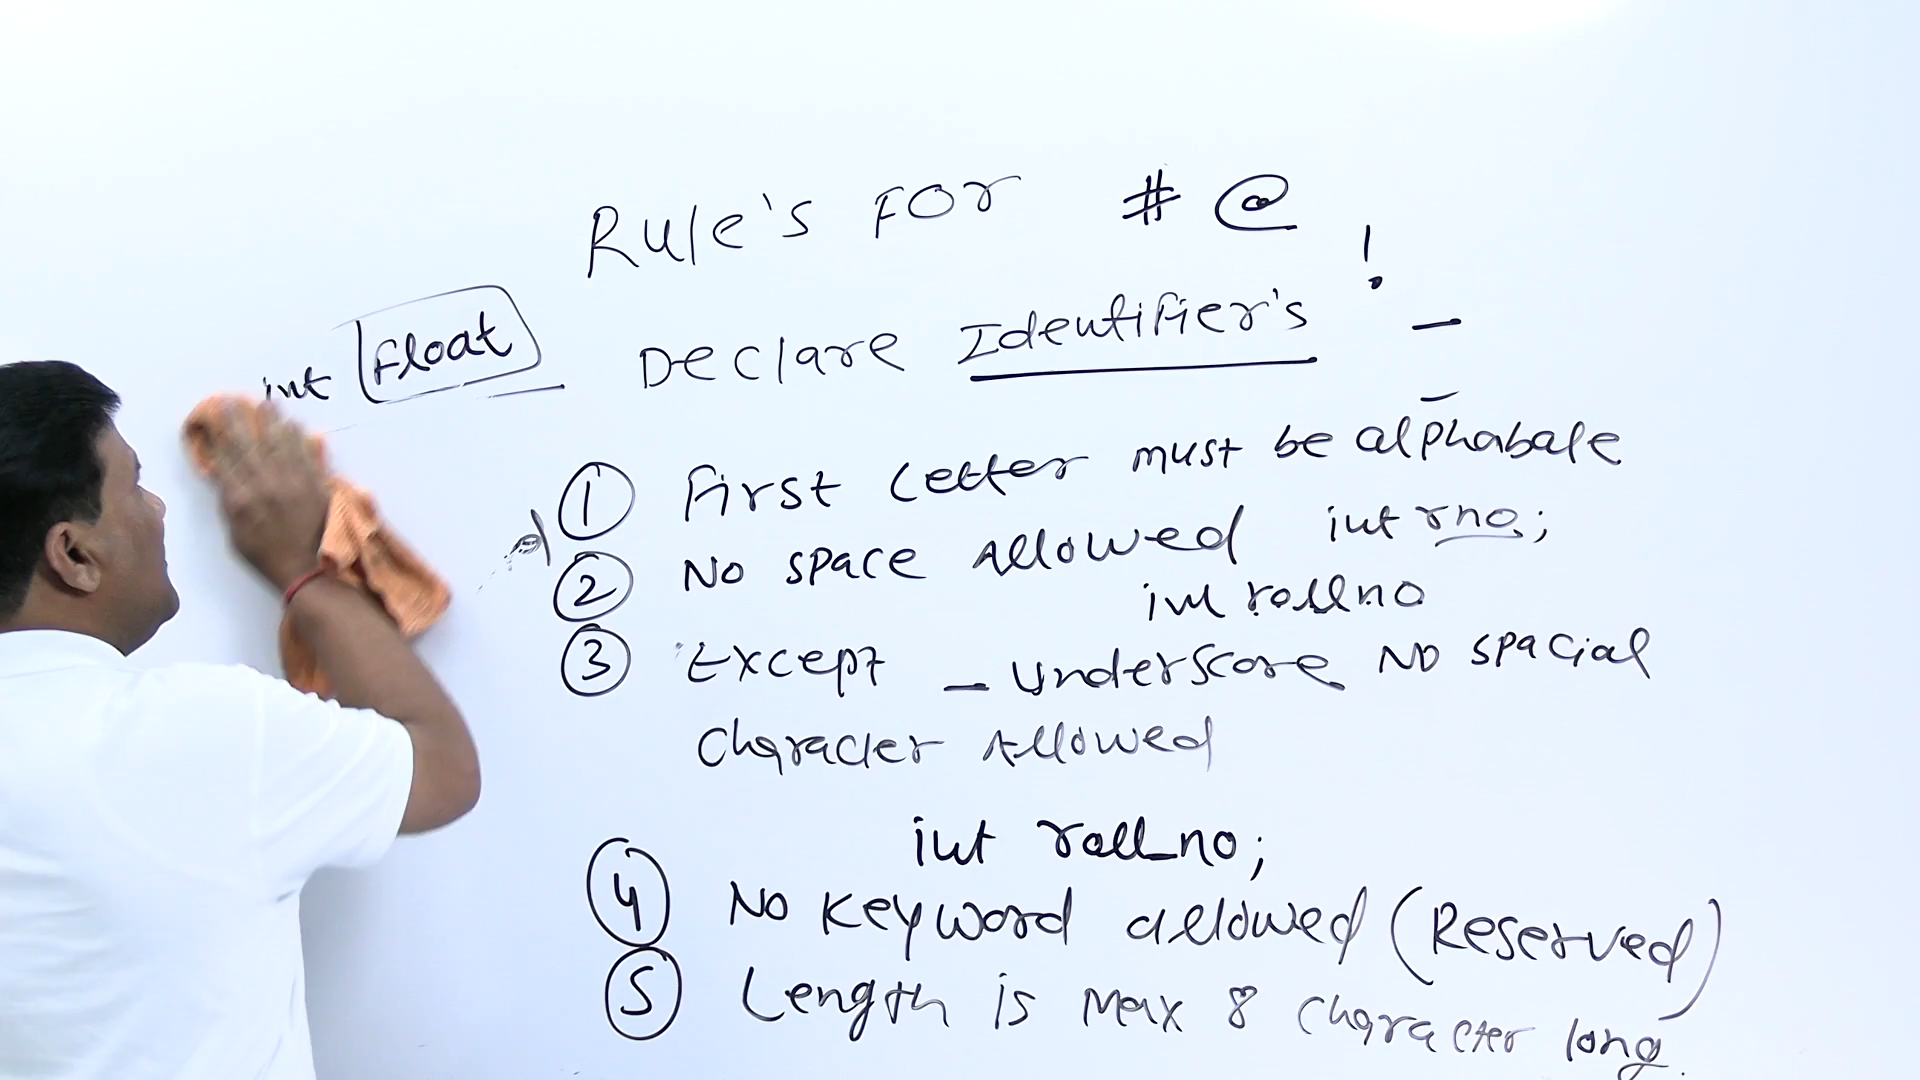 Rule's For # @ !
int float Declare Identifier's _
1 First Letter must be alphabate
2 No space Allowed int rno;
int rollno
3 Except _ underscore No spacial
Character Allowed
int roll_no;
4 No Keyword allowed (Reserved)
5 Length is Max 8 character long.